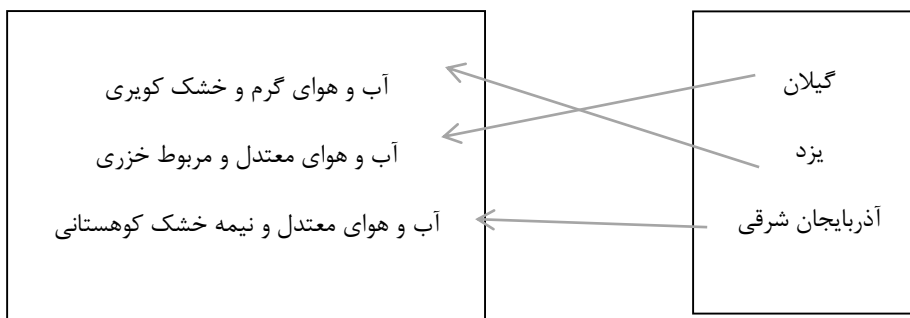 گیلان
یزد
آذربایجان شرقی
آب و هوای گرم و خشک کویری
آب و هوای معتدل و مربوط خزری
آب و هوای معتدل و نیمه خشک کوهستانی